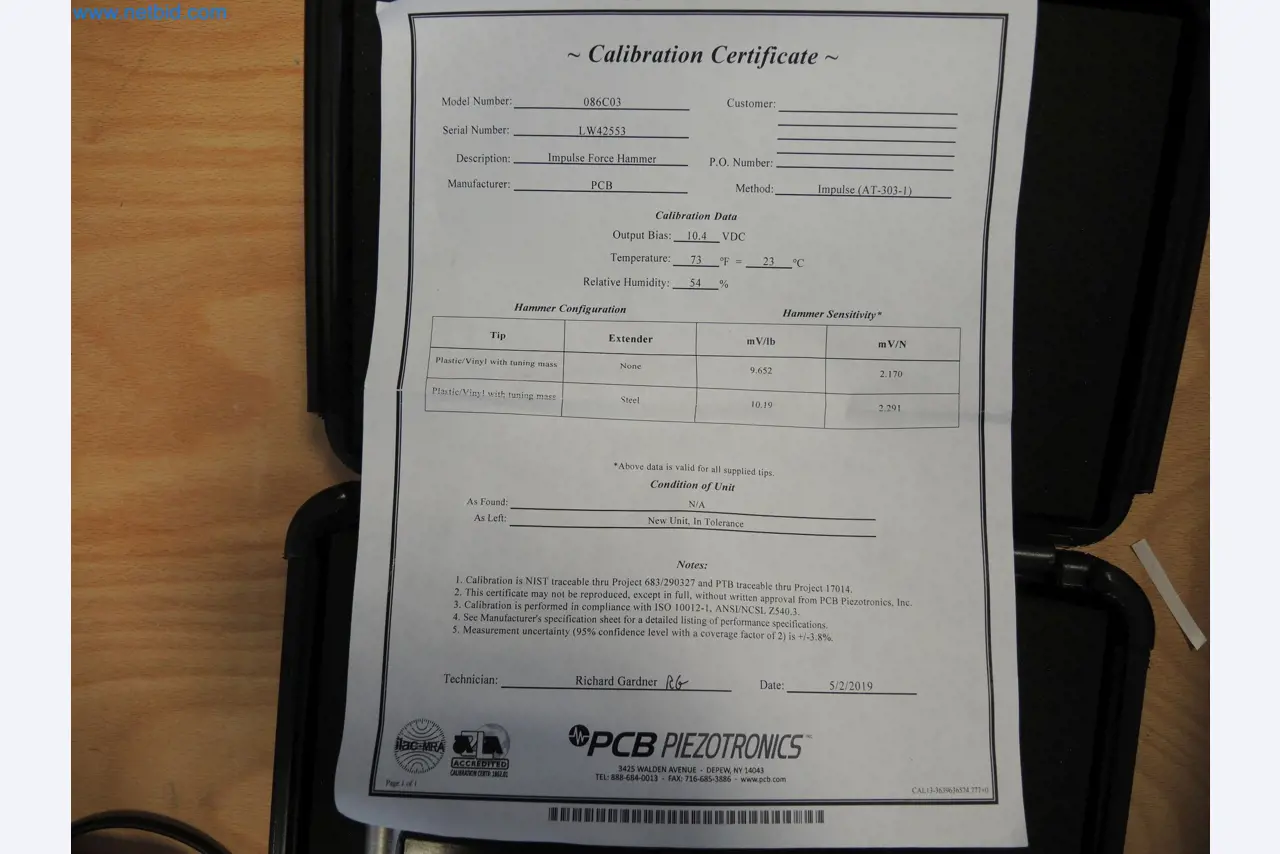 www.netbid.com
~ Calibration Certificate ~
Model Number: 086C03
Customer:
Serial Number: LW42553
Description: Impulse Force Hammer
P.O. Number:
Manufacturer: PCB
Method: Impulse (AT-303-1)
Calibration Data
Output Bias: 10.4 VDC
Temperature: 73 ºF = 23 ºC
Relative Humidity: 54 %
Hammer Configuration
Hammer Sensitivity*
Tip Extender mV/lb mV/N
Plastic/Vinyl with tuning mass None 9.652 2.170
Plastic/Vinyl with tuning mass Steel 10.19 2.291
*Above data is valid for all supplied tips.
Condition of Unit
As Found: N/A
As Left: New Unit, In Tolerance
Notes:
1. Calibration is NIST traceable thru Project 683/290327 and PTB traceable thru Project 17014.
2. This certificate may not be reproduced, except in full, without written approval from PCB Piezotronics, Inc.
3. Calibration is performed in compliance with ISO 10012-1, ANSI/NCSL Z540.3.
4. See Manufacturer's specification sheet for a detailed listing of performance specifications.
5. Measurement uncertainty (95% confidence level with a coverage factor of 2) is +/-3.8%.
Technician: Richard Gardner RG
Date: 5/2/2019
ilac-MRA
ACCREDITED
CALIBRATION CERT# 1862.01
PCB PIEZOTRONICS
3425 WALDEN AVENUE - DEPEW, NY 14043
TEL: 888-684-0013 - FAX: 716-685-3886 - www.pcb.com
Page 1 of 1